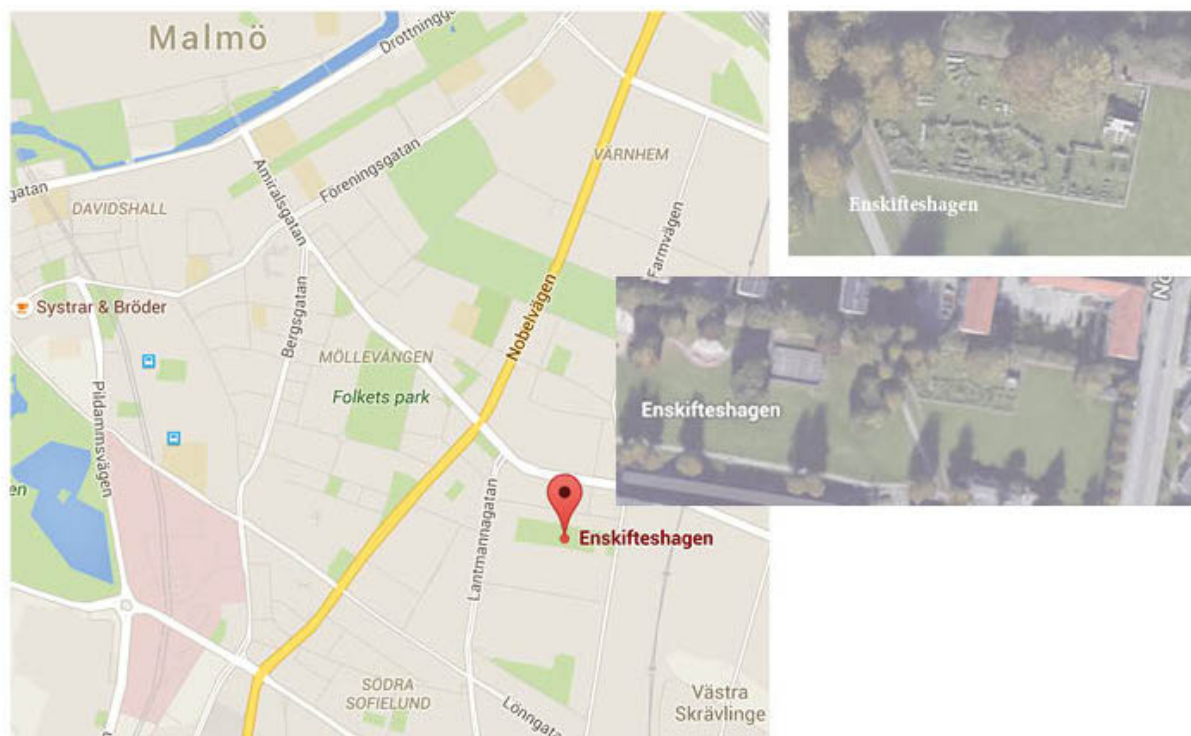 Malmö
Drottningg
gatan
Amiralsgatan
Föreningsgatan
VÄRNHEM
DAVIDSHALL
Farmvägen
Systrar & Bröder
Bergsgatan
Nobelvägen
MÖLLEVÅNGEN
Folkets park
Pildammsvägen
en
Lantmannagatan
Enskifteshagen
SÖDRA
SOFIELUND
Lönngata
Västra
Skrävlinge
Enskifteshagen
No
Enskifteshagen